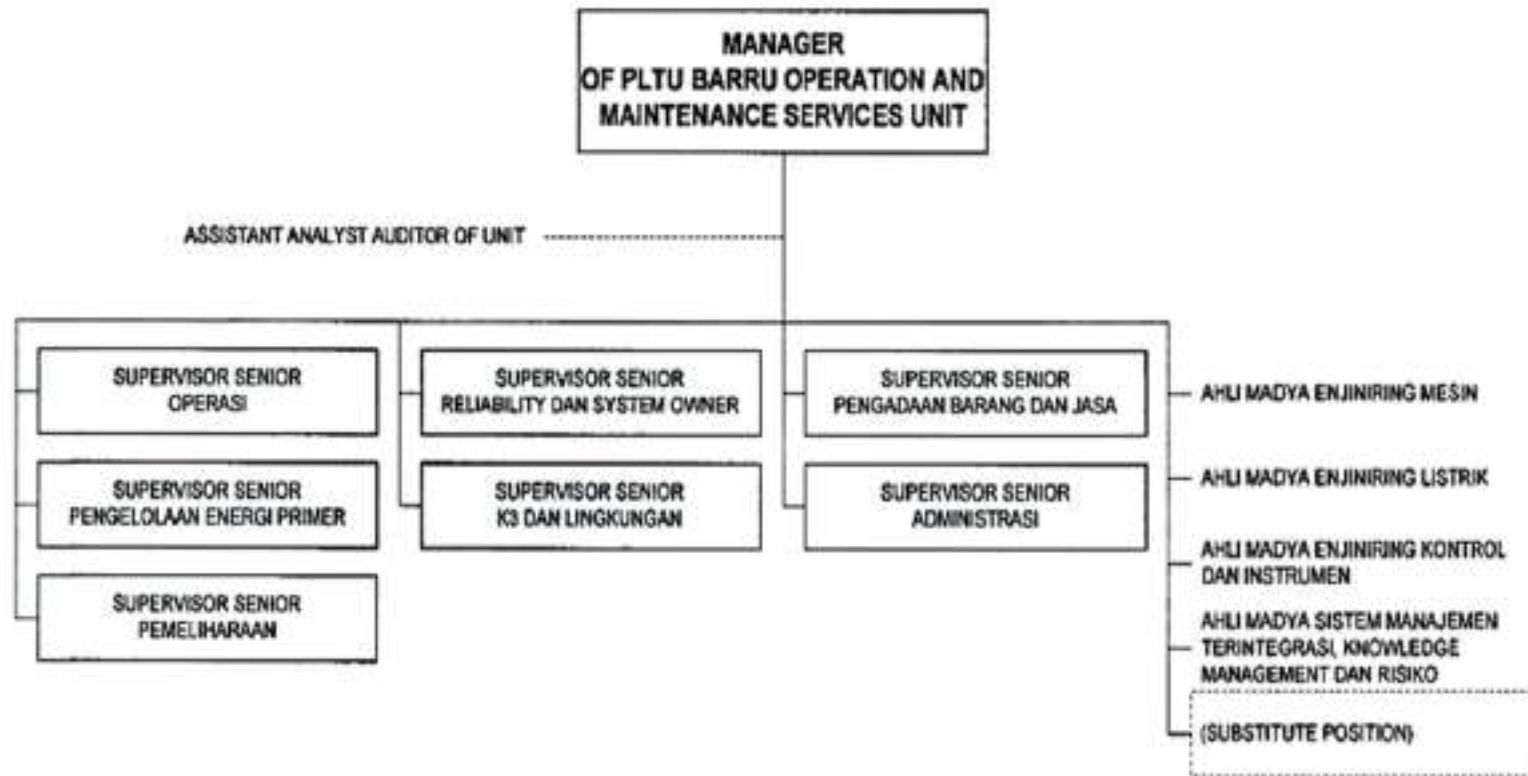 MANAGER
OF PLTU BARRU OPERATION AND
MAINTENANCE SERVICES UNIT
ASSISTANT ANALYST AUDITOR OF UNIT
SUPERVISOR SENIOR
OPERASI
SUPERVISOR SENIOR
PENGELOLAAN ENERGI PRIMER
SUPERVISOR SENIOR
PEMELIHARAAN
SUPERVISOR SENIOR
RELIABILITY DAN SYSTEM OWNER
SUPERVISOR SENIOR
K3 DAN LINGKUNGAN
SUPERVISOR SENIOR
PENGADAAN BARANG DAN JASA
SUPERVISOR SENIOR
ADMINISTRASI
AHLI MADYA ENJINIRING MESIN
AHLI MADYA ENJINIRING LISTRIK
AHLI MADYA ENJINIRING KONTROL
DAN INSTRUMEN
AHLI MADYA SISTEM MANAJEMEN
TERINTEGRASI, KNOWLEDGE
MANAGEMENT DAN RISIKO
(SUBSTITUTE POSITION)